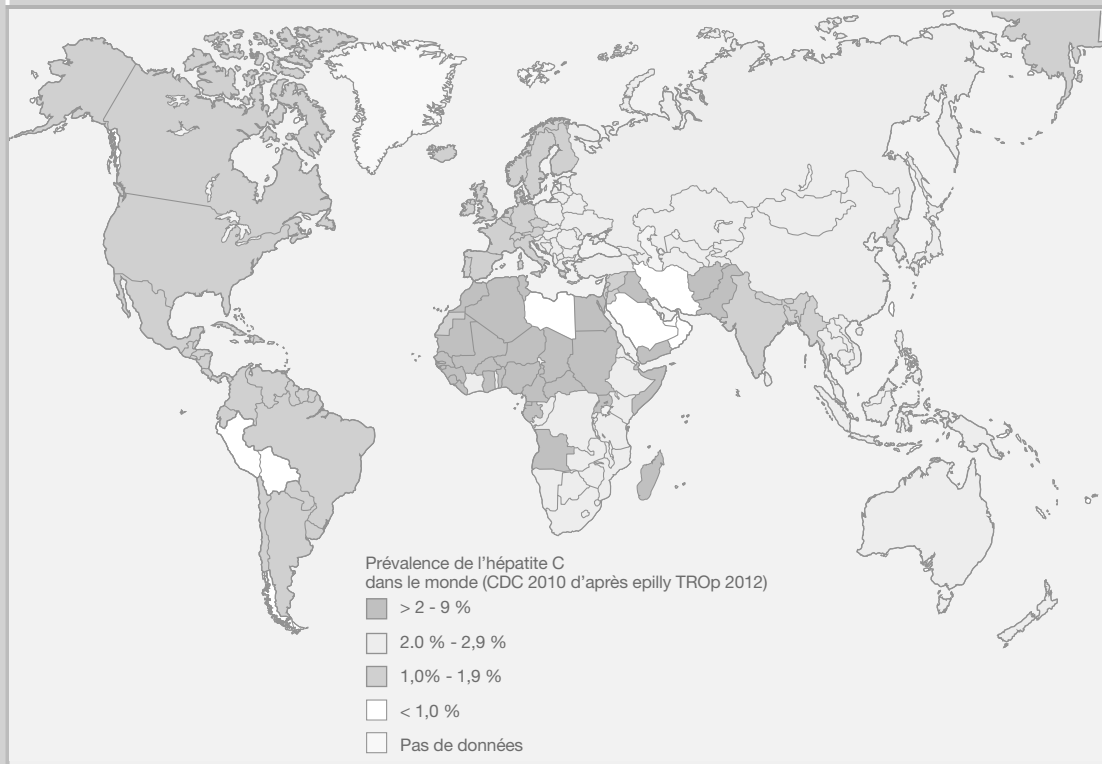 Prévalence de l'hépatite C
dans le monde (CDC 2010 d'après epilly TROp 2012)
> 2 - 9 %
2.0 % - 2,9 %
1,0% - 1,9 %
< 1,0 %
Pas de données